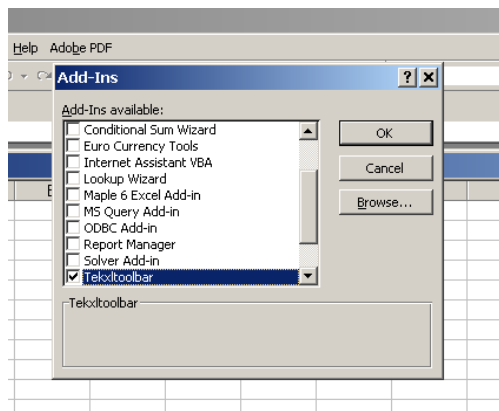 Help Adobe PDF
Add-Ins
Add-Ins available:
Conditional Sum Wizard
Euro Currency Tools
Internet Assistant VBA
Lookup Wizard
Maple 6 Excel Add-in
MS Query Add-in
ODBC Add-in
Report Manager
Solver Add-in
Tekxltoolbar
OK
Cancel
Browse...
Tekxltoolbar